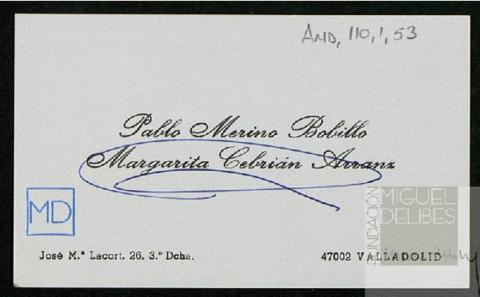 AMD, 110, 1, 53
Pablo Merino Bobillo
Margarita Cebrián Arranz
MD
José M.ª Lacort, 26, 3.º Dcha.
47002 VALLADOLID
FUNDACIÓN
MIGUEL
DELIBES